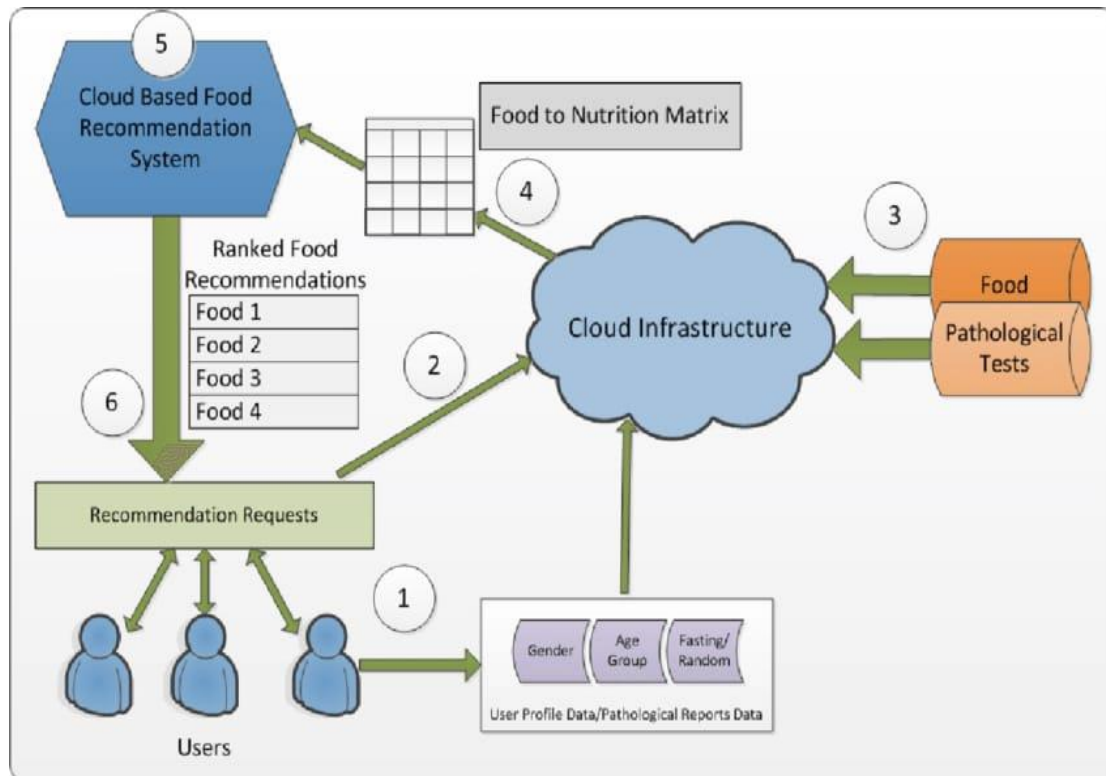 5
Cloud Based Food
Recommendation
System
Food to Nutrition Matrix
4
3
Food
Pathological
Tests
Cloud Infrastructure
Ranked Food
Recommendations
Food 1
Food 2
Food 3
Food 4
2
6
Recommendation Requests
1
Gender
Age
Group
Fasting/
Random
User Profile Data/Pathological Reports Data
Users